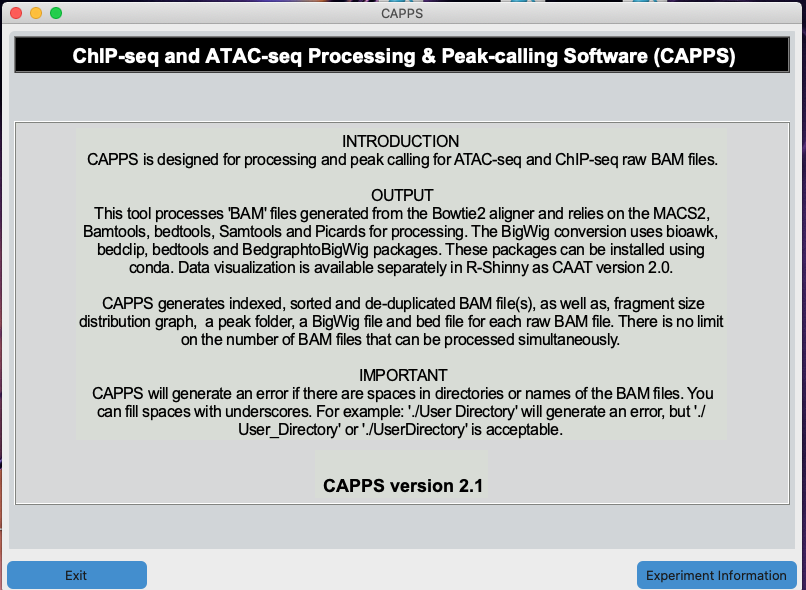 CAPPS
ChIP-seq and ATAC-seq Processing & Peak-calling Software (CAPPS)
INTRODUCTION
CAPPS is designed for processing and peak calling for ATAC-seq and ChIP-seq raw BAM files.
OUTPUT
This tool processes 'BAM' files generated from the Bowtie2 aligner and relies on the MACS2,
Bamtools, bedtools, Samtools and Picards for processing. The BigWig conversion uses bioawk,
bedclip, bedtools and BedgraphtoBigWig packages. These packages can be installed using
conda. Data visualization is available separately in R-Shinny as CAAT version 2.0.
CAPPS generates indexed, sorted and de-duplicated BAM file(s), as well as, fragment size
distribution graph,  a peak folder, a BigWig file and bed file for each raw BAM file. There is no limit
on the number of BAM files that can be processed simultaneously.
IMPORTANT
CAPPS will generate an error if there are spaces in directories or names of the BAM files. You
can fill spaces with underscores. For example: './User Directory' will generate an error, but './
User_Directory' or './UserDirectory' is acceptable.
CAPPS version 2.1
Exit
Experiment Information